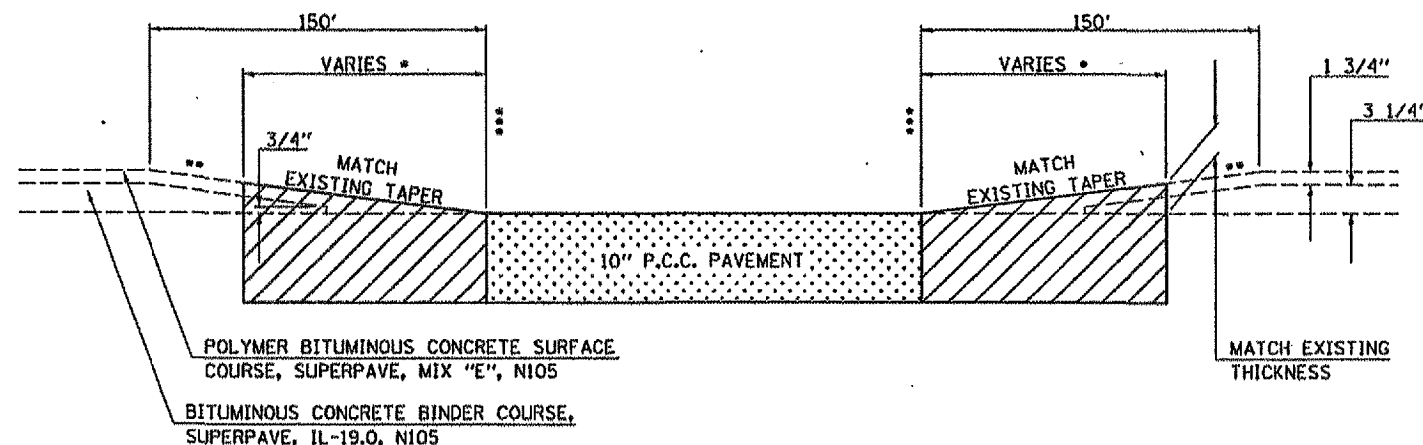 150'
150'
VARIES *
VARIES *
1 3/4"
3 1/4"
***
***
3/4"
**
MATCH
EXISTING TAPER
MATCH
EXISTING TAPER
**
10" P.C.C. PAVEMENT
POLYMER BITUMINOUS CONCRETE SURFACE
COURSE, SUPERPAVE, MIX "E", N105
MATCH EXISTING
THICKNESS
BITUMINOUS CONCRETE BINDER COURSE,
SUPERPAVE, IL-19.0, N105